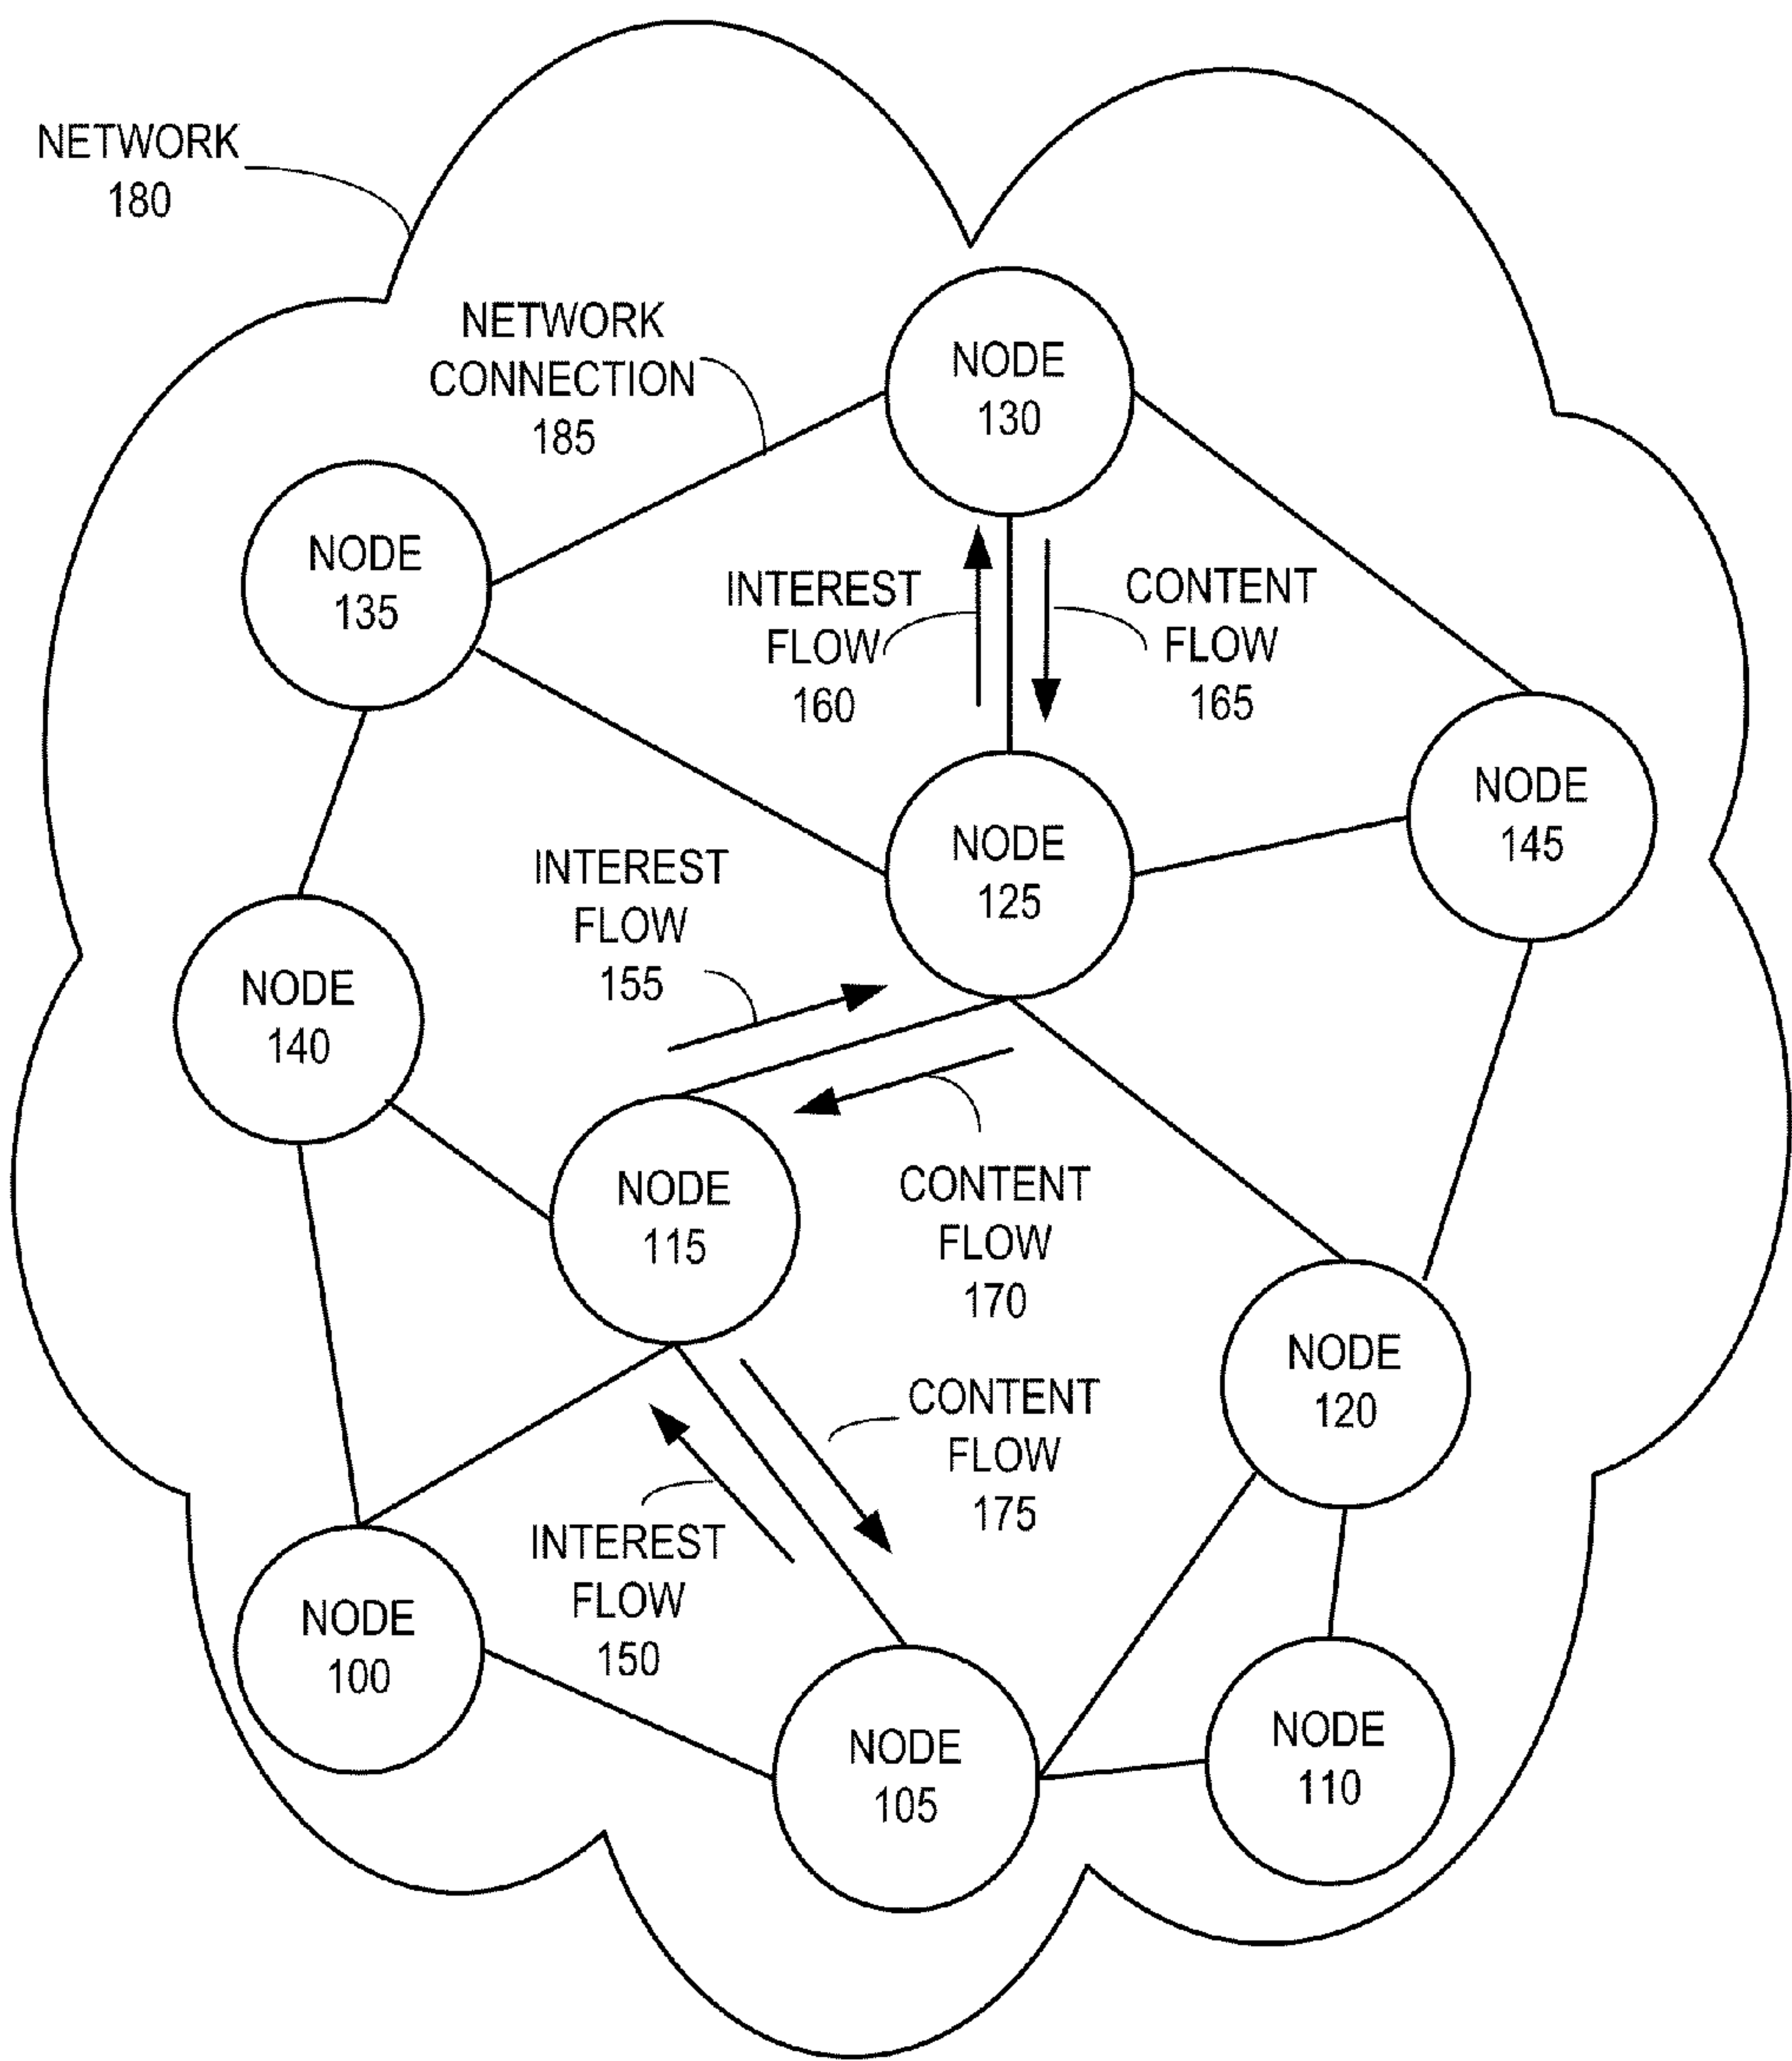 NETWORK
180
NETWORK
CONNECTION
185
NODE
130
NODE
135
INTEREST
FLOW
160
CONTENT
FLOW
165
NODE
145
NODE
125
INTEREST
FLOW
155
NODE
140
NODE
115
CONTENT
FLOW
170
NODE
120
CONTENT
FLOW
175
INTEREST
FLOW
150
NODE
100
NODE
105
NODE
110